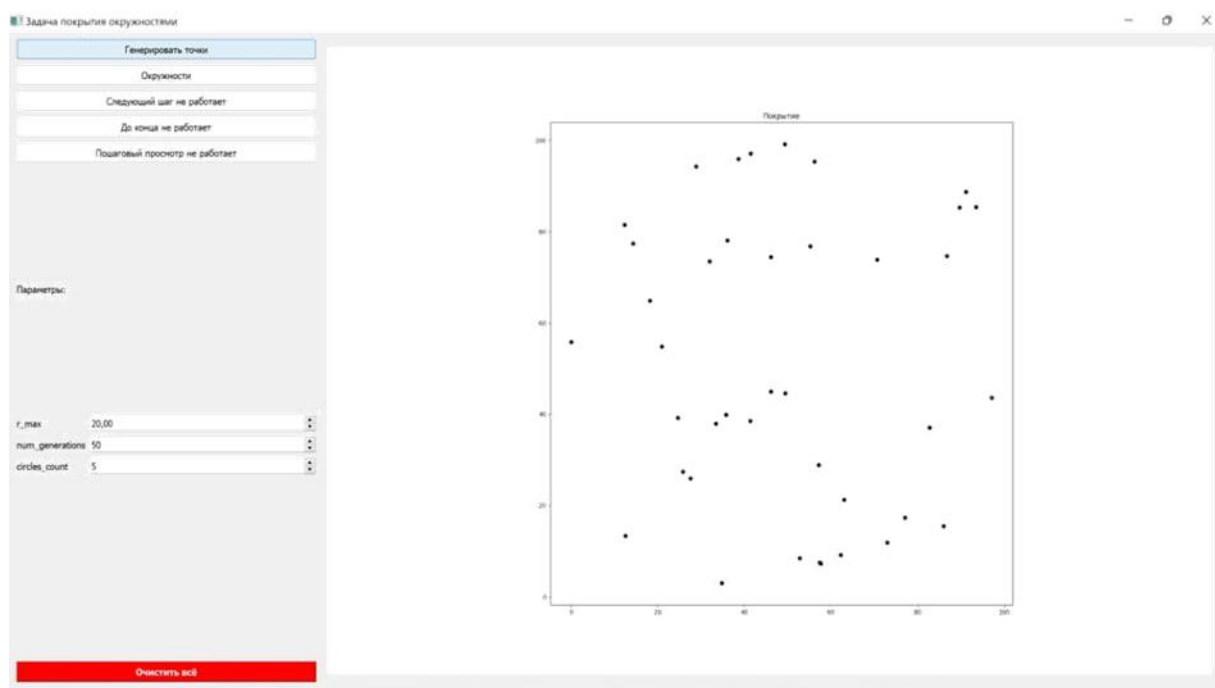 Задача покрытия окружностями
Генерировать точки
Окружности
Следующий шаг не работает
До конца не работает
Пошаговый просмотр не работает
Параметры:
r_max 20,00
num_generations 50
circles_count 5
Очистить всё
Покрытие
100
80
60
40
20
0
0 20 40 60 80 100